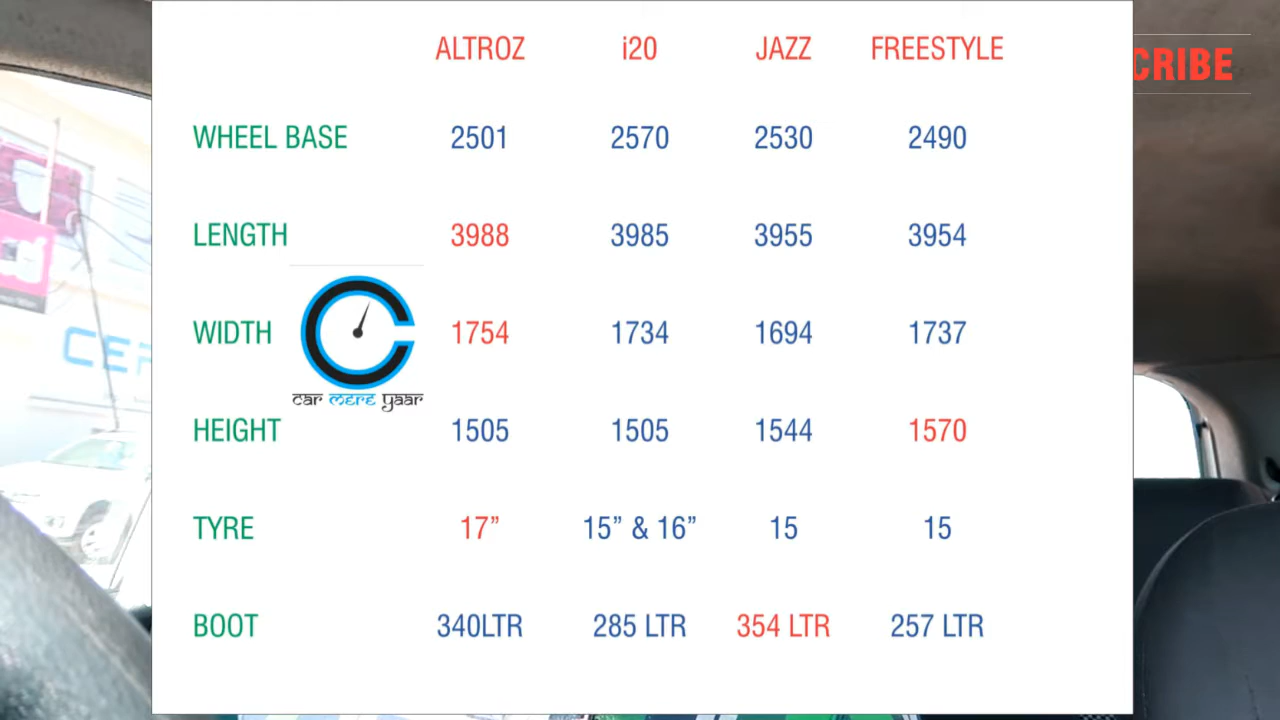 ALTROZ i20 JAZZ FREESTYLE
CRIBE
WHEEL BASE 2501 2570 2530 2490
LENGTH 3988 3985 3955 3954
WIDTH 1754 1734 1694 1737
CEF
car mere yaar
HEIGHT 1505 1505 1544 1570
TYRE 17” 15” & 16” 15 15
BOOT 340LTR 285 LTR 354 LTR 257 LTR